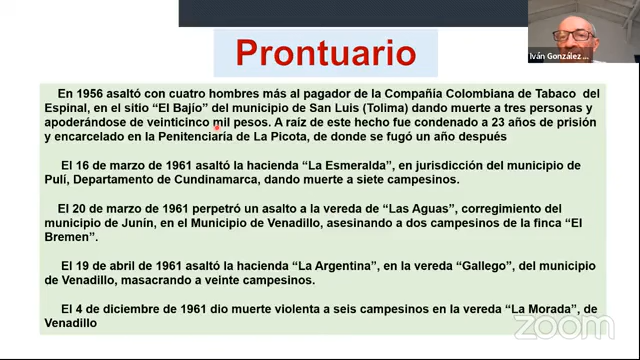 Prontuario
Iván González ...
En 1956 asaltó con cuatro hombres más al pagador de la Compañía Colombiana de Tabaco del
Espinal, en el sitio “El Bajío” del municipio de San Luis (Tolima) dando muerte a tres personas y
apoderándose de veinticinco mil pesos. A raíz de este hecho fue condenado a 23 años de prisión
y encarcelado en la Penitenciaría de La Picota, de donde se fugó un año después
El 16 de marzo de 1961 asaltó la hacienda “La Esmeralda”, en jurisdicción del municipio de
Pulí, Departamento de Cundinamarca, dando muerte a siete campesinos.
El 20 de marzo de 1961 perpetró un asalto a la vereda de “Las Aguas”, corregimiento del
municipio de Junín, en el Municipio de Venadillo, asesinando a dos campesinos de la finca “El
Bremen”.
El 19 de abril de 1961 asaltó la hacienda “La Argentina”, en la vereda “Gallego”, del municipio
de Venadillo, masacrando a veinte campesinos.
El 4 de diciembre de 1961 dio muerte violenta a seis campesinos en la vereda “La Morada”, de
Venadillo
zoom